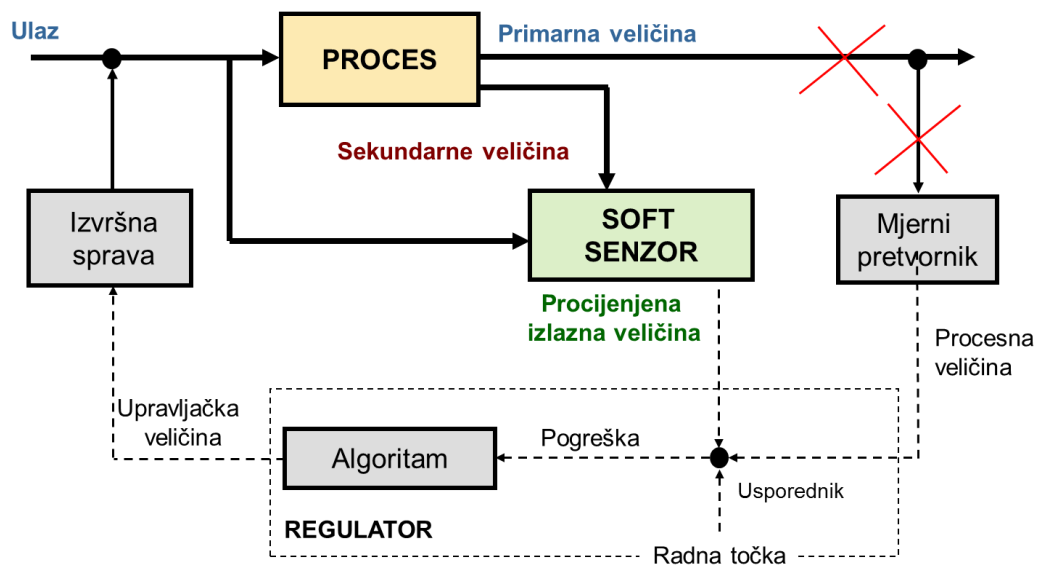 Ulaz
Primarna veličina
PROCES
Sekundarne veličina
Izvršna
sprava
SOFT
SENZOR
Mjerni
pretvornik
Procijenjena
izlazna veličina
Procesna
veličina
Upravljačka
veličina
Pogreška
Algoritam
Usporednik
REGULATOR
Radna točka